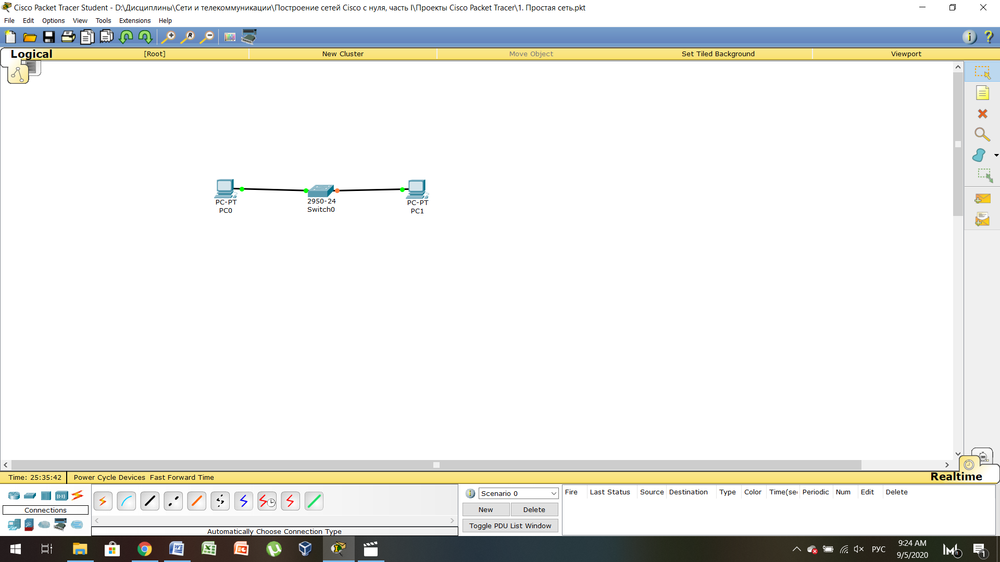 Cisco Packet Tracer Student - D:\Дисциплины\Сети и телекоммуникации\Построение сетей Cisco с нуля, часть I\Проекты Cisco Packet Tracer\1. Простая сеть.pkt
File Edit Options View Tools Extensions Help
Logical [Root] New Cluster Move Object Set Tiled Background Viewport
PC-PT
PC0
2950-24
Switch0
PC-PT
PC1
Time: 25:35:42 Power Cycle Devices Fast Forward Time
Realtime
Connections
Automatically Choose Connection Type
Scenario 0
New Delete
Toggle PDU List Window
Fire Last Status Source Destination Type Color Time(sec Periodic Num Edit Delete
РУС
9:24 AM
9/5/2020
1